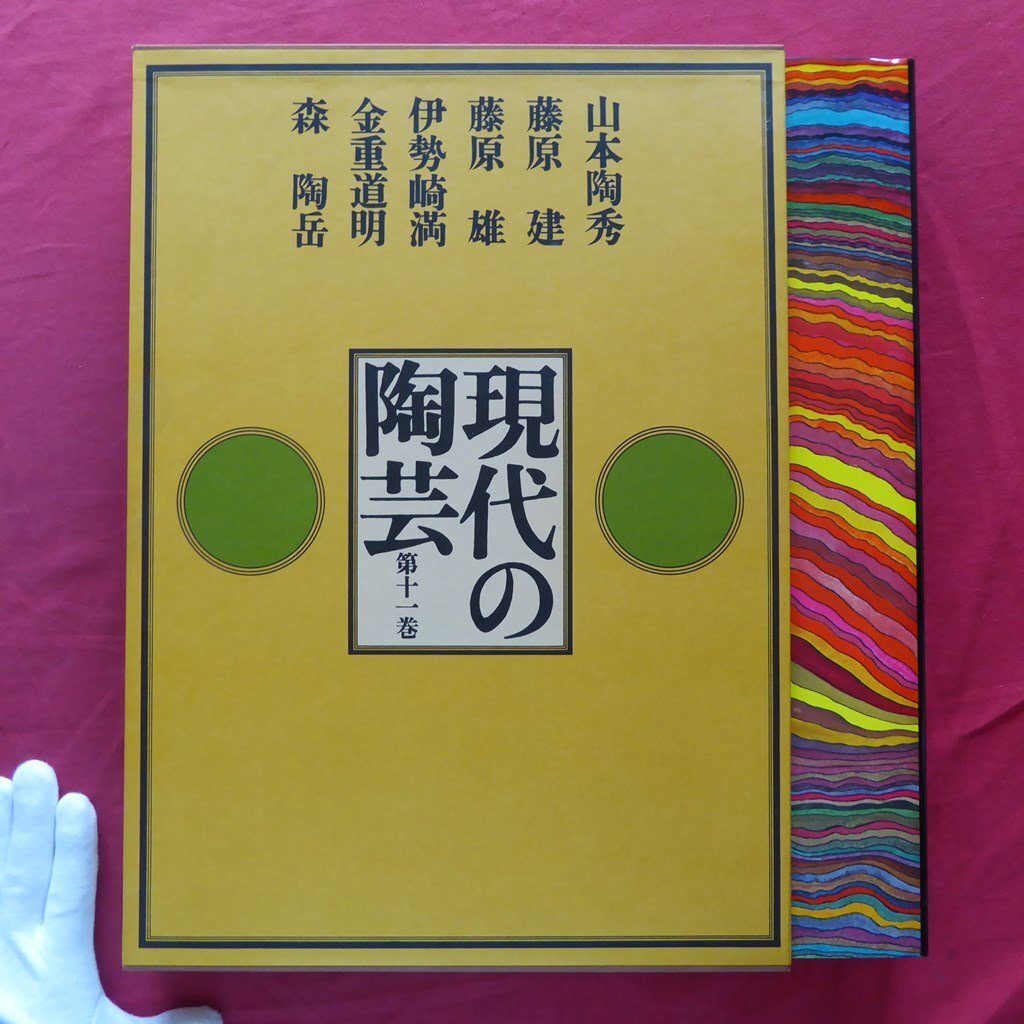 山本陶秀
藤原 建
藤原 雄
伊勢崎満
金重道明
森 陶岳
現代の
陶芸
第十一巻